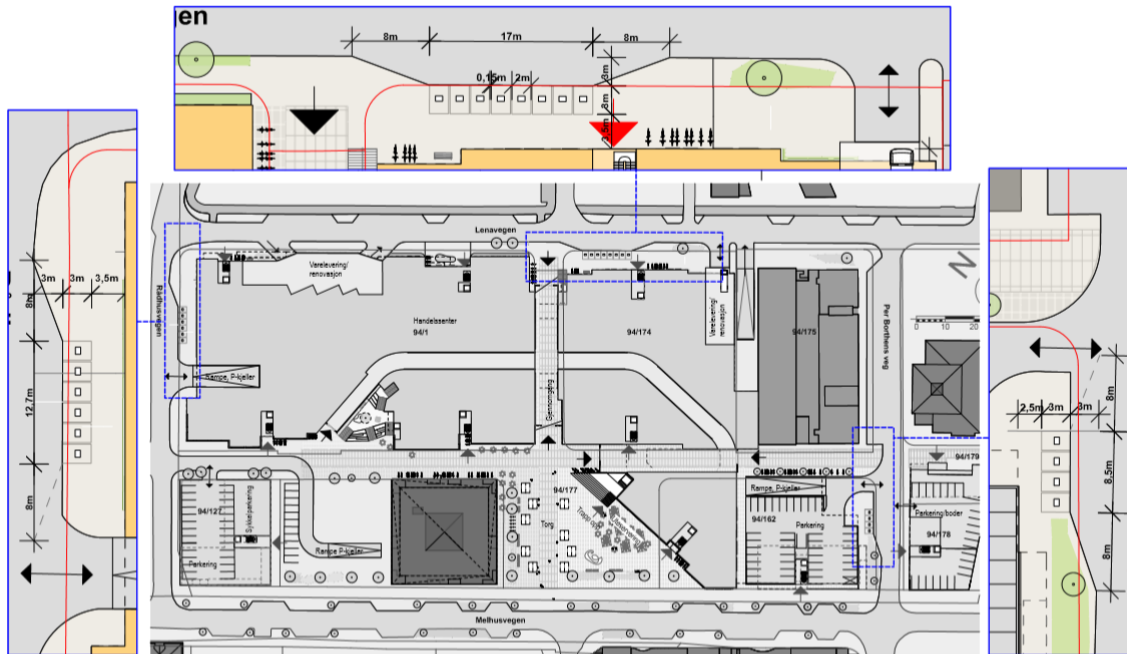 gen
8m
17m
8m
0,15m
2m
3m
3m
2,5m
3m
3m
3,5m
8m
12,7m
8m
Lenavegen
Varelevering/
renovasjon
Rådhusvegen
Handelssenter
94/1
94/174
Varelevering/
renovasjon
94/175
Per Bortens veg
N
0
10
20
Rampe, P-kjeller
Gjennomgang
94/127
Sykkelparkering
Parkering
Rampe P-kjeller
94/177
Torg
Rampe P-kjeller
94/162
Parkering
94/179
Parkering/boder
94/178
Melhusvegen
2,5m
3m
3m
8m
8,5m
8m